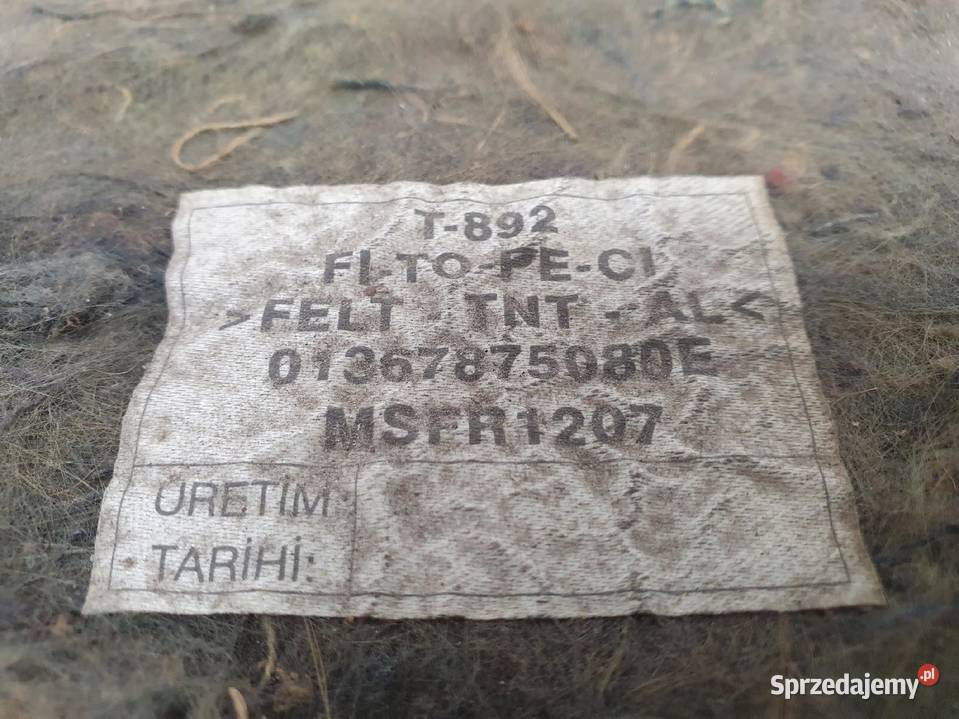 T-892
FI-TO-PE-CI
>FELT - TNT - AL<
01367875080E
MSFR1207
ÜRETİM
TARİHİ:
Sprzedajemy.pl